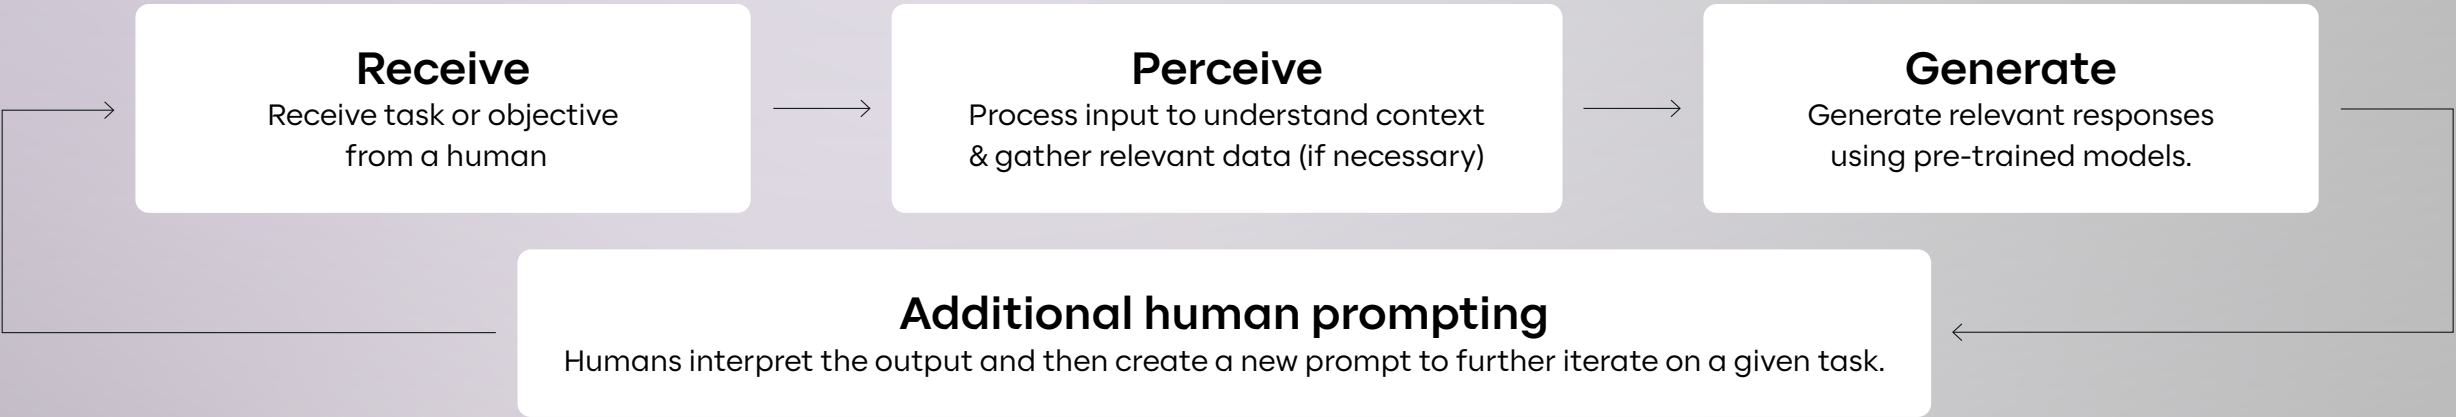 Receive
Receive task or objective
from a human
Perceive
Process input to understand context
& gather relevant data (if necessary)
Generate
Generate relevant responses
using pre-trained models.
Additional human prompting
Humans interpret the output and then create a new prompt to further iterate on a given task.